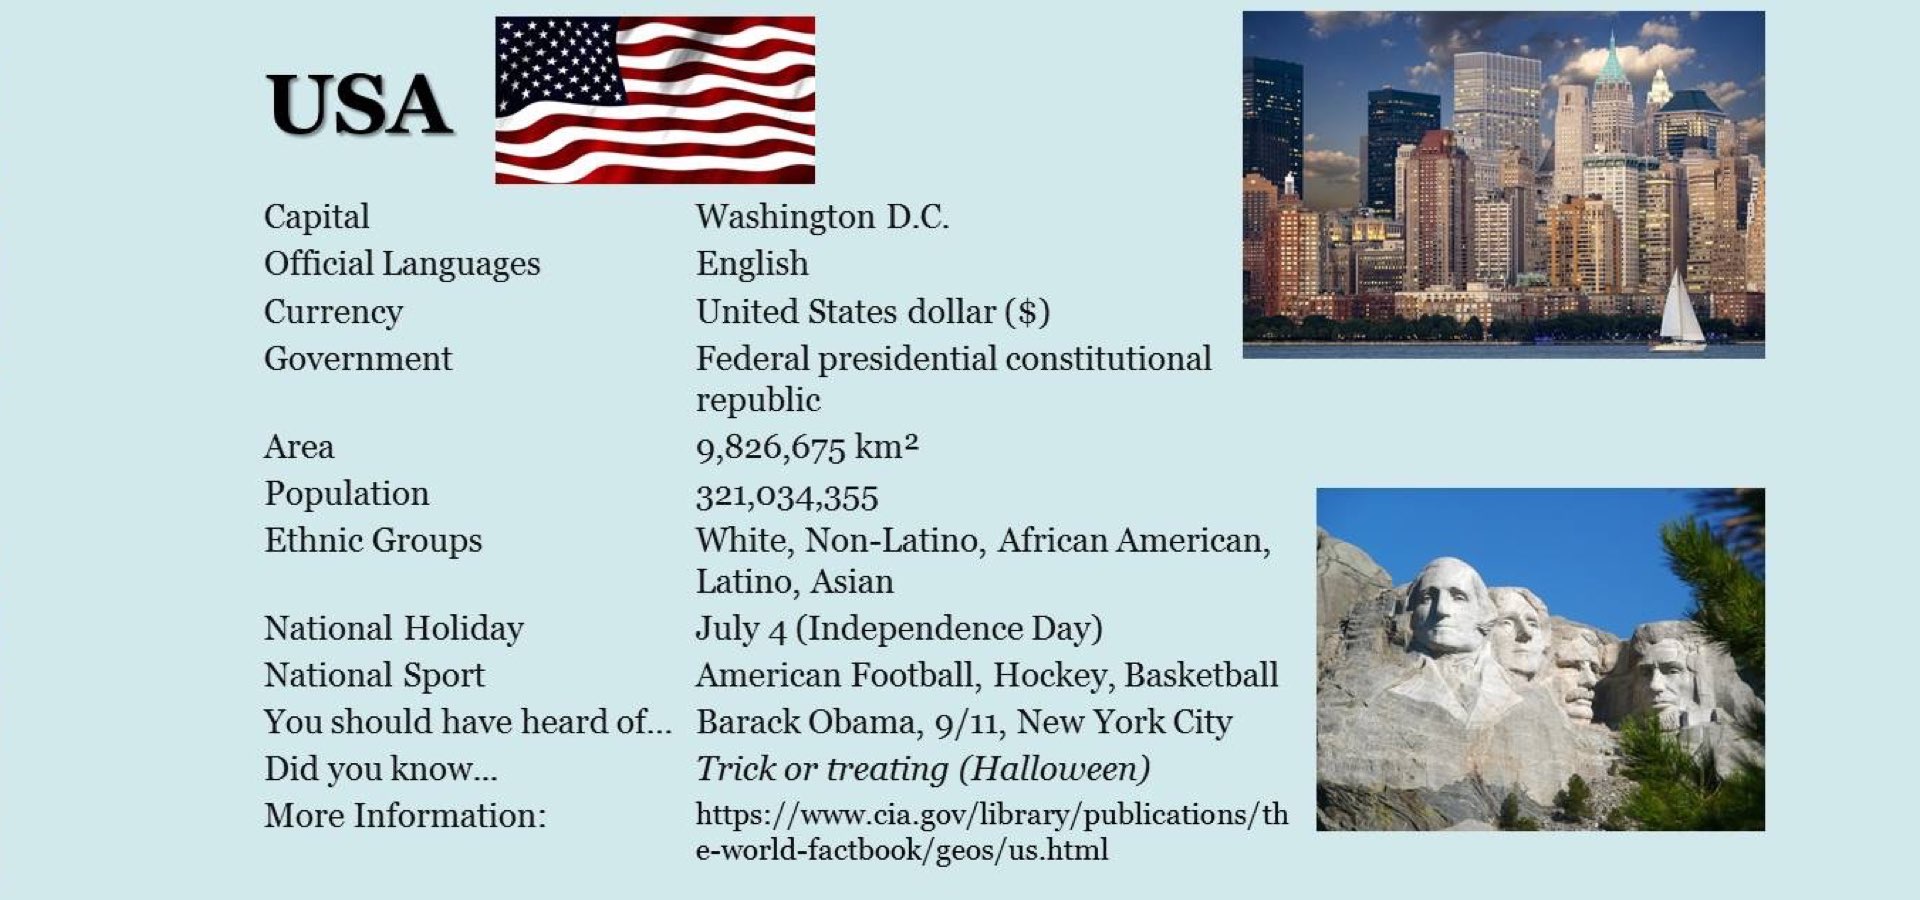 USA
Capital Washington D.C.
Official Languages English
Currency United States dollar ($)
Government Federal presidential constitutional
republic
Area 9,826,675 km²
Population 321,034,355
Ethnic Groups White, Non-Latino, African American,
Latino, Asian
National Holiday July 4 (Independence Day)
National Sport American Football, Hockey, Basketball
You should have heard of... Barack Obama, 9/11, New York City
Did you know... Trick or treating (Halloween)
More Information: https://www.cia.gov/library/publications/th
e-world-factbook/geos/us.html